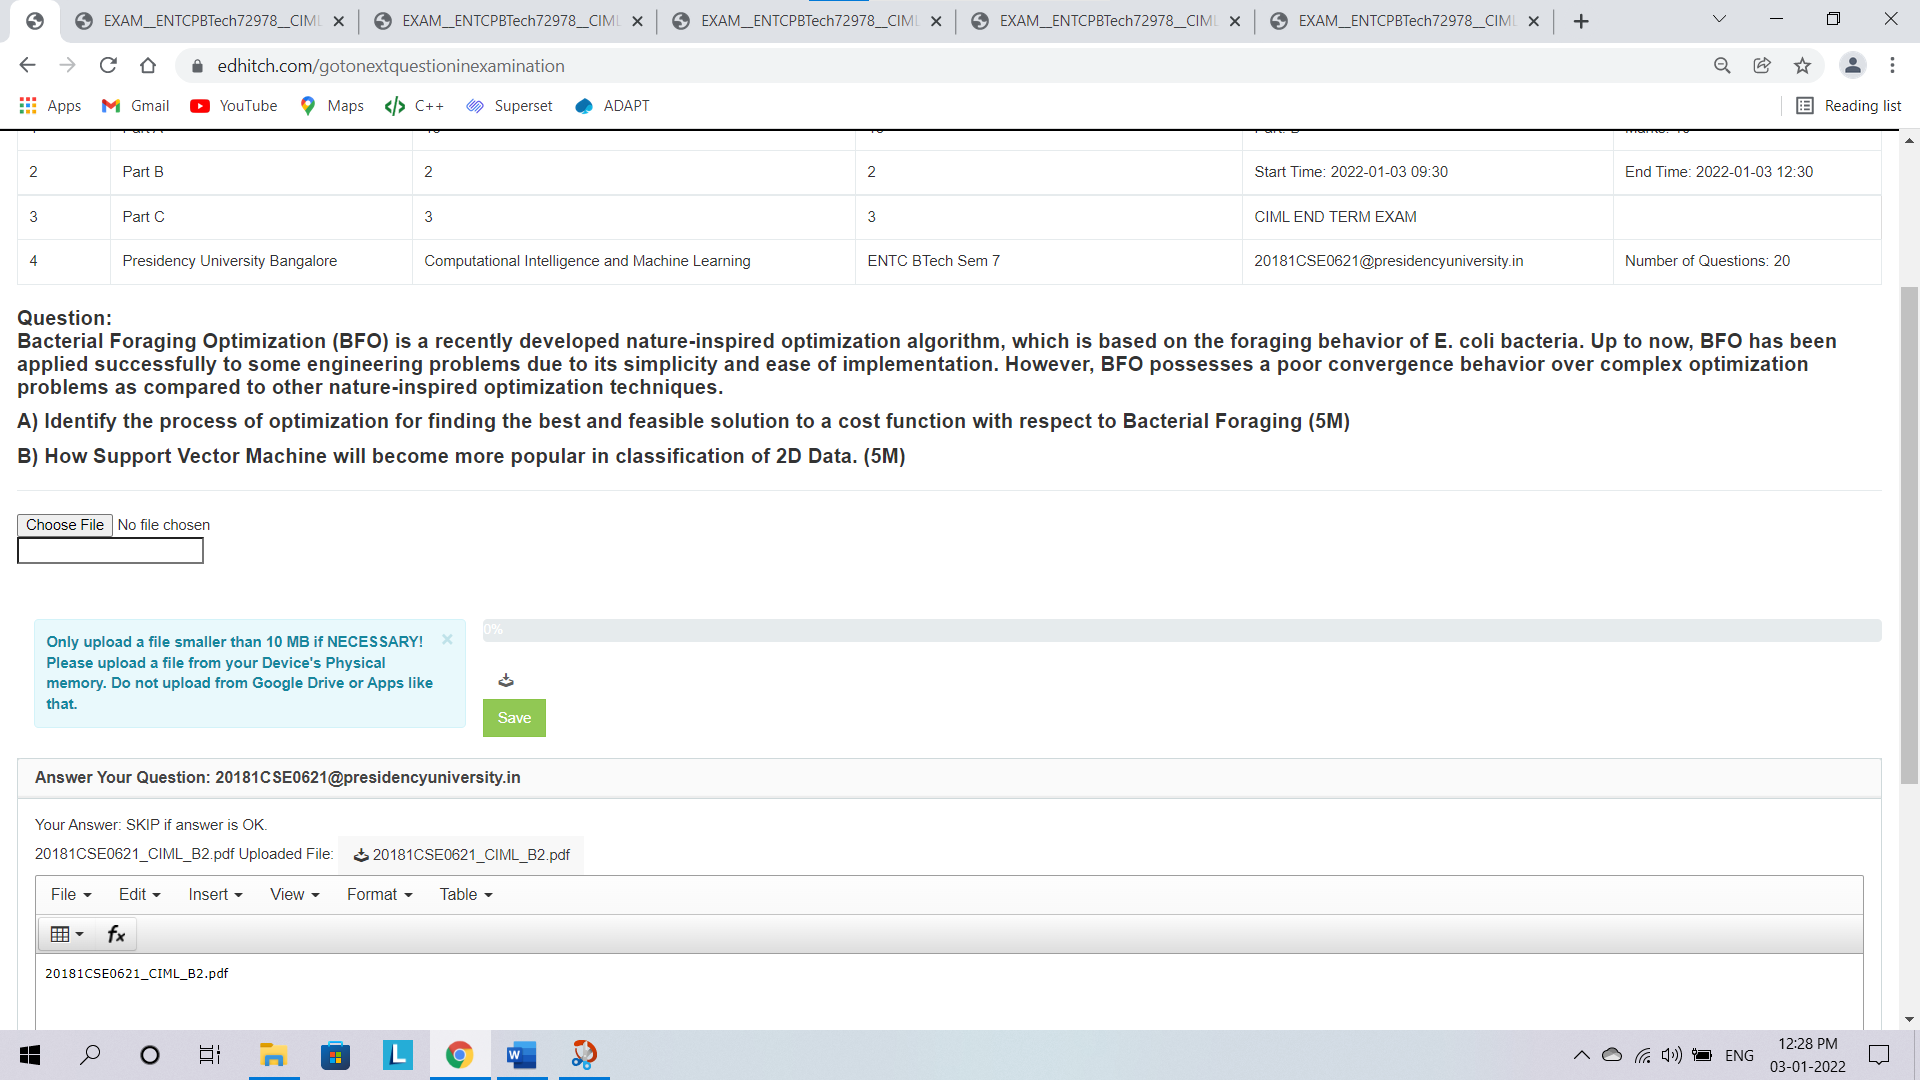 EXAM__ENTCPBTech72978__CIML
EXAM__ENTCPBTech72978__CIML
EXAM__ENTCPBTech72978__CIML
EXAM__ENTCPBTech72978__CIML
EXAM__ENTCPBTech72978__CIML
edhitch.com/gotonextquestioninexamination
Apps Gmail YouTube Maps C++ Superset ADAPT Reading list
2 Part B 2 2 Start Time: 2022-01-03 09:30 End Time: 2022-01-03 12:30
3 Part C 3 3 CIML END TERM EXAM
4 Presidency University Bangalore Computational Intelligence and Machine Learning ENTC BTech Sem 7 20181CSE0621@presidencyuniversity.in Number of Questions: 20
Question:
Bacterial Foraging Optimization (BFO) is a recently developed nature-inspired optimization algorithm, which is based on the foraging behavior of E. coli bacteria. Up to now, BFO has been
applied successfully to some engineering problems due to its simplicity and ease of implementation. However, BFO possesses a poor convergence behavior over complex optimization
problems as compared to other nature-inspired optimization techniques.
A) Identify the process of optimization for finding the best and feasible solution to a cost function with respect to Bacterial Foraging (5M)
B) How Support Vector Machine will become more popular in classification of 2D Data. (5M)
Choose File No file chosen
Only upload a file smaller than 10 MB if NECESSARY!
Please upload a file from your Device's Physical
memory. Do not upload from Google Drive or Apps like
that.
0%
Save
Answer Your Question: 20181CSE0621@presidencyuniversity.in
Your Answer: SKIP if answer is OK.
20181CSE0621_CIML_B2.pdf Uploaded File: 20181CSE0621_CIML_B2.pdf
File Edit Insert View Format Table
fx
20181CSE0621_CIML_B2.pdf
ENG
12:28 PM
03-01-2022